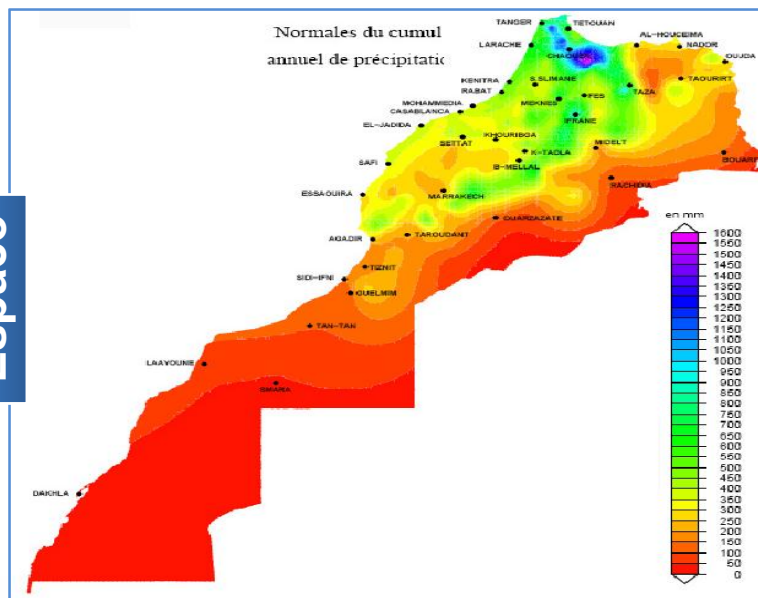 Normales du cumul
annuel de précipitatio
Espace
TANGER
TETOUAN
LARACHE
CHAOUEN
AL-HOUCEIMA
NADOR
OUJDA
TAOURIRT
KENITRA
RABAT
S.SLIMANE
MEKNES
FES
TAZA
MOHAMMEDIA
CASABLANCA
IFRANE
EL-JADIDA
SETTAT
KHOURIBGA
MIDELT
K-TADLA
B-MELLAL
BOUARF
SAFI
RACHIDIA
ESSAOUIRA
MARRAKECH
OUARZAZATE
AGADIR
TAROUDANT
TIZNIT
SIDI-IFNI
GUELMIM
TAN-TAN
LAAYOUNE
SMARA
DAKHLA
en mm
1600
1550
1500
1450
1400
1350
1300
1250
1200
1150
1100
1050
1000
950
900
850
800
750
700
650
600
550
500
450
400
350
300
250
200
150
100
50
0